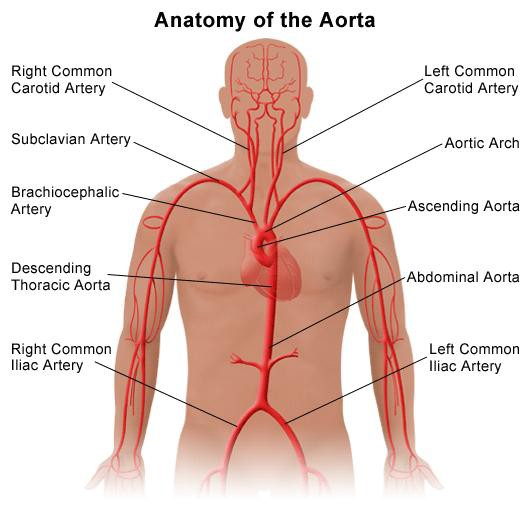 Anatomy of the Aorta
Right Common
Carotid Artery
Subclavian Artery
Brachiocephalic
Artery
Descending
Thoracic Aorta
Right Common
Iliac Artery
Left Common
Carotid Artery
Aortic Arch
Ascending Aorta
Abdominal Aorta
Left Common
Iliac Artery